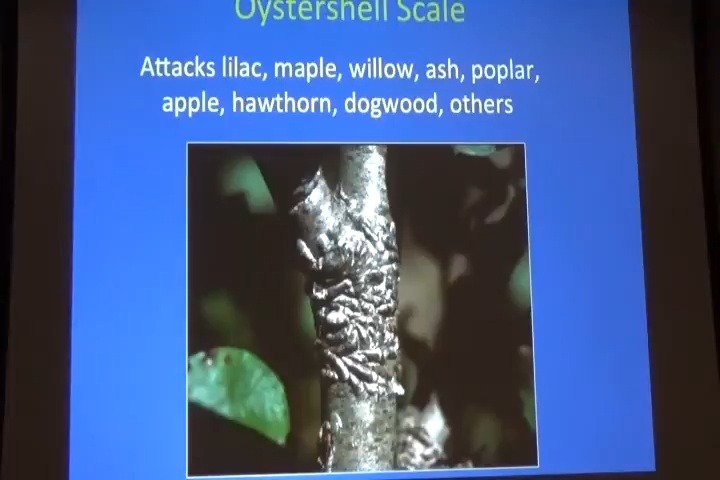 Oystershell Scale
Attacks lilac, maple, willow, ash, poplar,
apple, hawthorn, dogwood, others